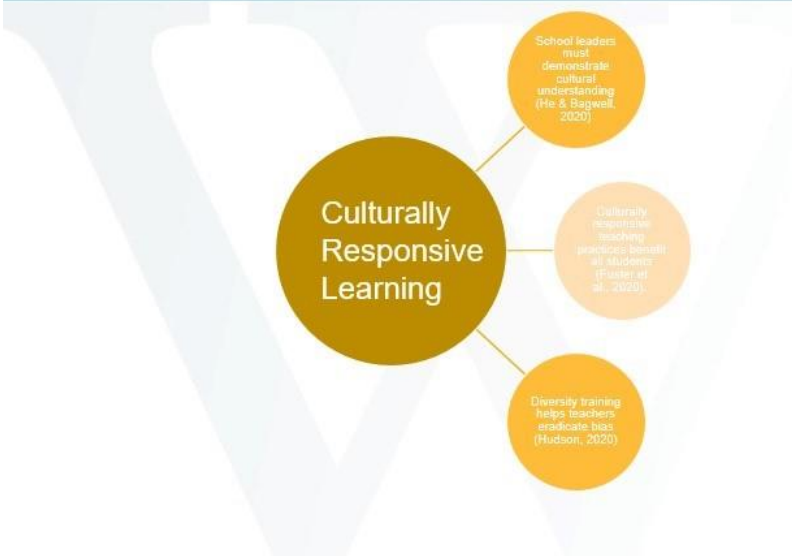 School leaders
must
demonstrate
cultural
understanding
(He & Bagwell,
2020)
Culturally
Responsive
Learning
Culturally
responsive
teaching
practices benefit
all students
et
al., 2020).
Diversity training
helps teachers
eradicate bias
(Hudson, 2020)